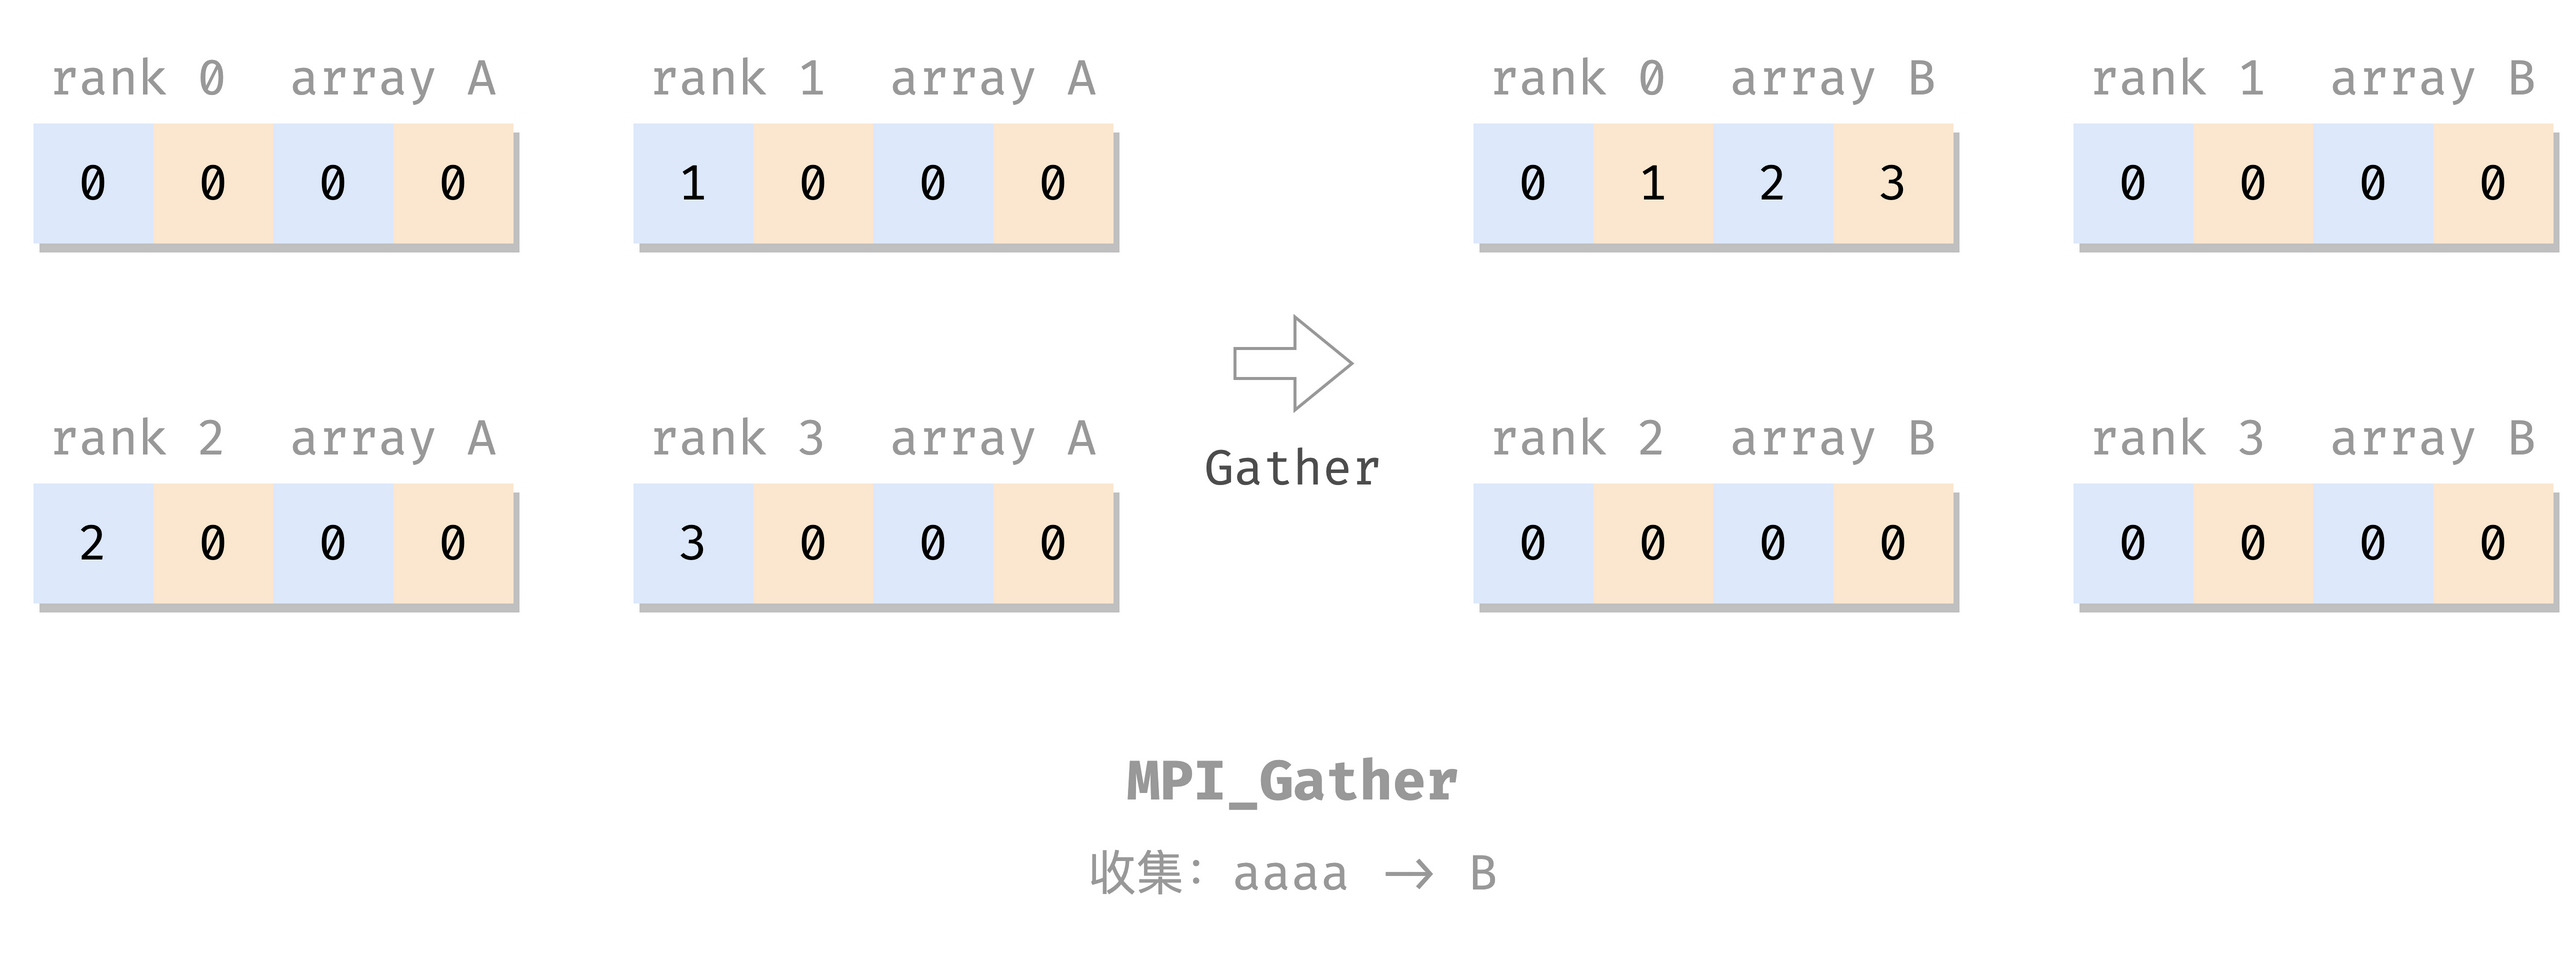 rank 0 array A rank 1 array A rank 0 array B rank 1 array B
0 0 0 0 1 0 0 0 0 1 2 3 0 0 0 0
rank 2 array A rank 3 array A Gather rank 2 array B rank 3 array B
2 0 0 0 3 0 0 0 0 0 0 0 0 0 0 0
MPI_Gather
收集：aaaa → B